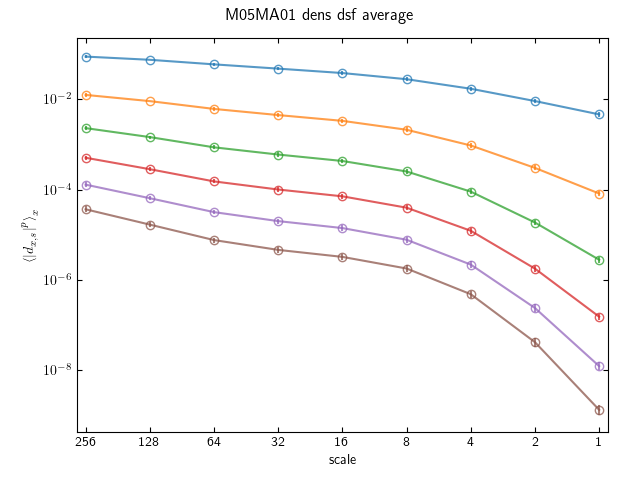 M05MA01 dens dsf average
10⁻²
10⁻⁴
10⁻⁶
10⁻⁸
⟨|d_{x,s}|^p⟩_x
256 128 64 32 16 8 4 2 1
scale